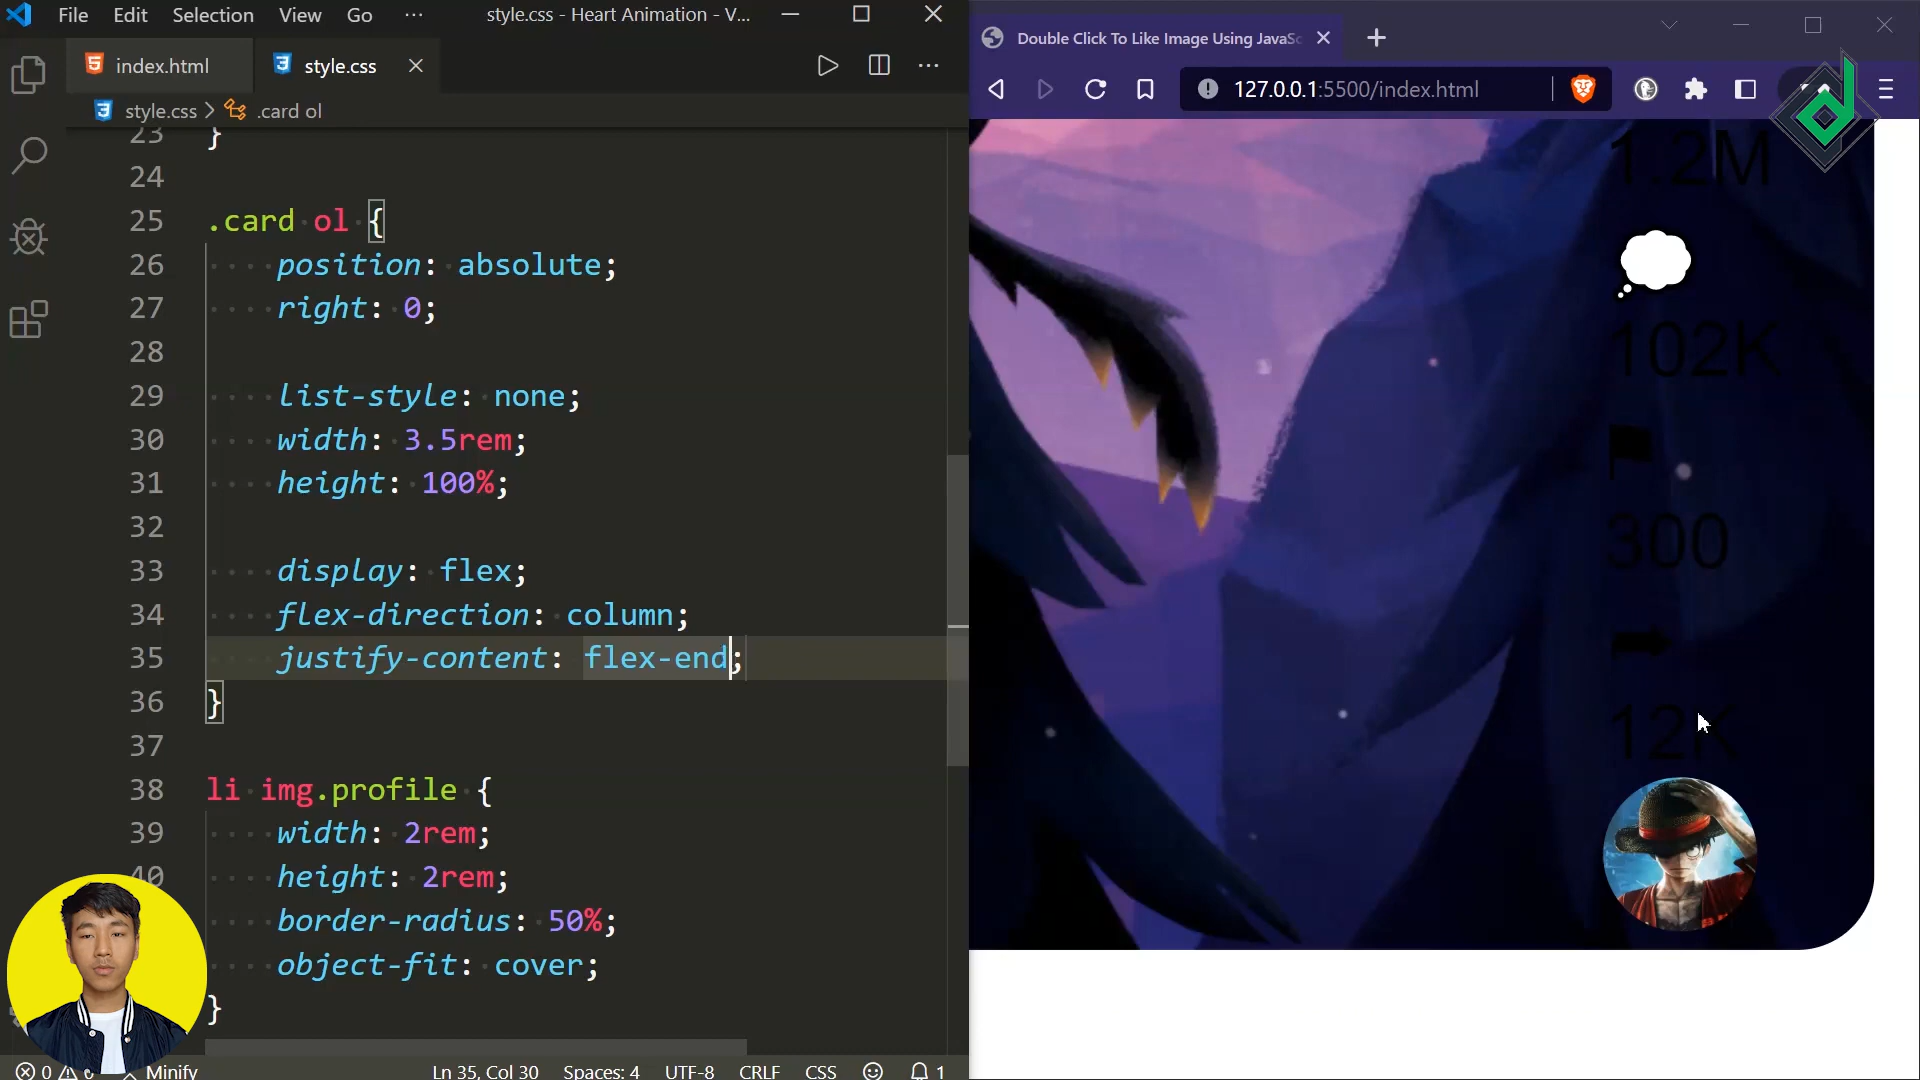 File Edit Selection View Go ··· style.css - Heart Animation - V...
index.html style.css
style.css > .card ol
23 }
24
25 .card ol {
26 position: absolute;
27 right: 0;
28
29 list-style: none;
30 width: 3.5rem;
31 height: 100%;
32
33 display: flex;
34 flex-direction: column;
35 justify-content: flex-end;
36 }
37
38 li img.profile {
39 width: 2rem;
40 height: 2rem;
border-radius: 50%;
object-fit: cover;
}
0 Minify Ln 35, Col 30 Spaces: 4 UTF-8 CRLF CSS 1
Double Click To Like Image Using JavaSc
127.0.0.1:5500/index.html
1.2M
102K
300
12K